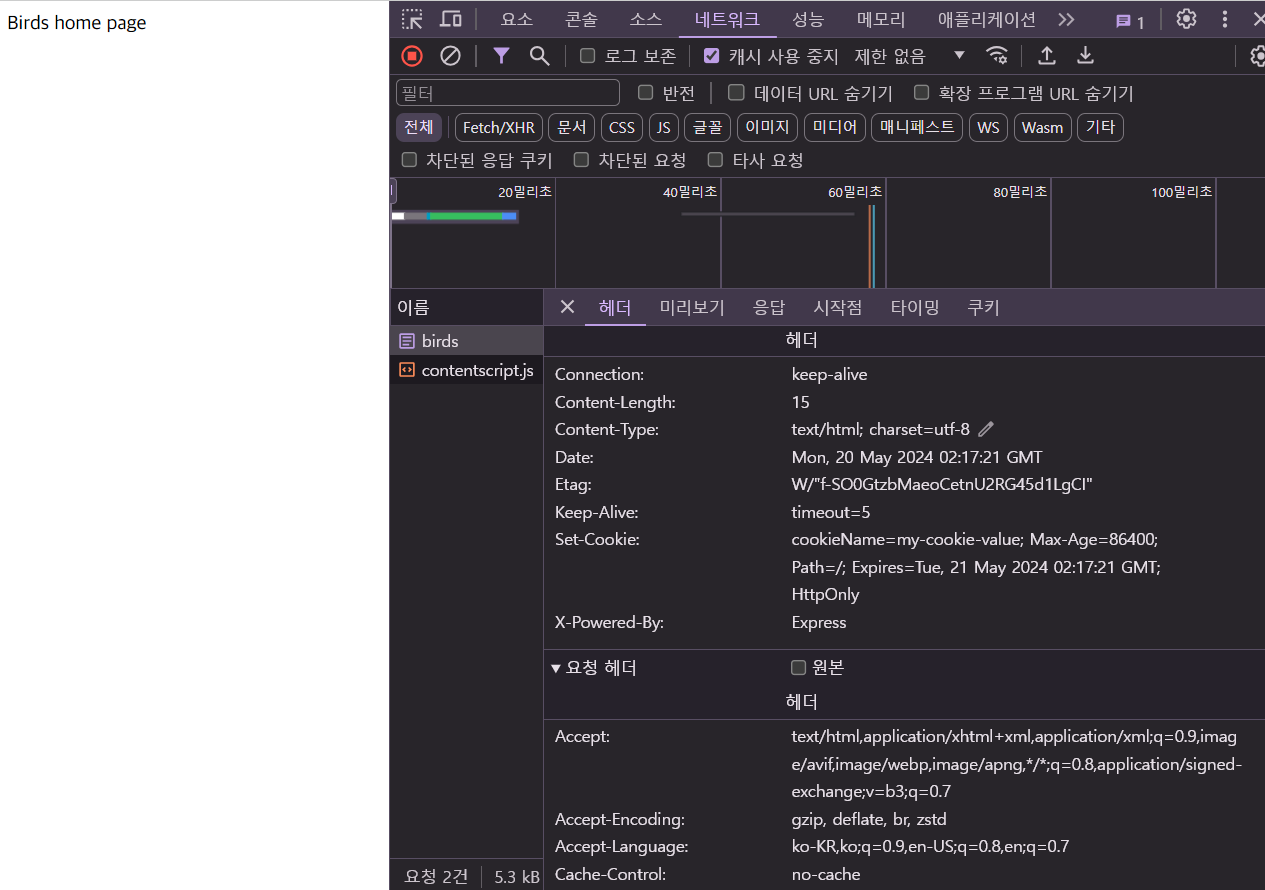 Birds home page
요소 콘솔 소스 네트워크 성능 메모리 애플리케이션 1
로그 보존 캐시 사용 중지 제한 없음
필터 반전 데이터 URL 숨기기 확장 프로그램 URL 숨기기
전체 Fetch/XHR 문서 CSS JS 글꼴 이미지 미디어 매니페스트 WS Wasm 기타
차단된 응답 쿠키 차단된 요청 타사 요청
20밀리초 40밀리초 60밀리초 80밀리초 100밀리초
이름 헤더 미리보기 응답 시작점 타이밍 쿠키
birds
contentscript.js
헤더
Connection: keep-alive
Content-Length: 15
Content-Type: text/html; charset=utf-8
Date: Mon, 20 May 2024 02:17:21 GMT
Etag: W/"f-SO0GtzbMaeoCetnU2RG45d1LgCI"
Keep-Alive: timeout=5
Set-Cookie: cookieName=my-cookie-value; Max-Age=86400;
Path=/; Expires=Tue, 21 May 2024 02:17:21 GMT;
HttpOnly
X-Powered-By: Express
요청 헤더 원본
헤더
Accept: text/html,application/xhtml+xml,application/xml;q=0.9,imag
e/avif,image/webp,image/apng,*/*;q=0.8,application/signed-
exchange;v=b3;q=0.7
Accept-Encoding: gzip, deflate, br, zstd
Accept-Language: ko-KR,ko;q=0.9,en-US;q=0.8,en;q=0.7
Cache-Control: no-cache
요청 2건 5.3 kB